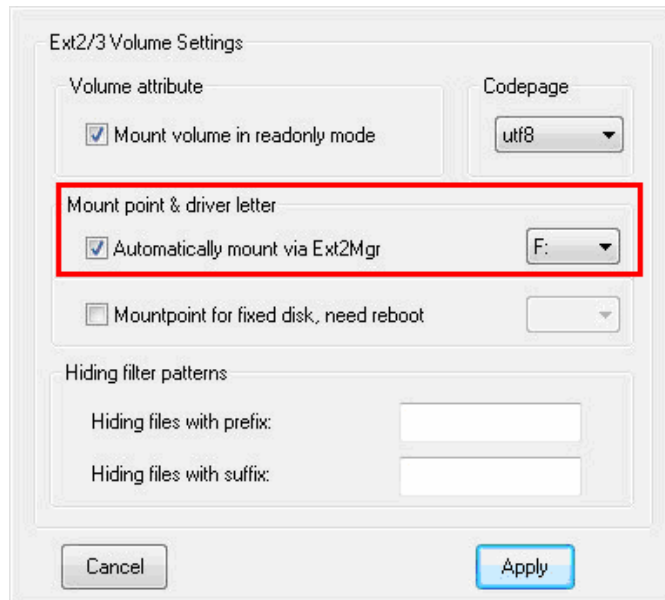 Ext2/3 Volume Settings
Volume attribute
Codepage
Mount volume in readonly mode
utf8
Mount point & driver letter
Automatically mount via Ext2Mgr
F:
Mountpoint for fixed disk, need reboot
Hiding filter patterns
Hiding files with prefix:
Hiding files with suffix:
Cancel
Apply